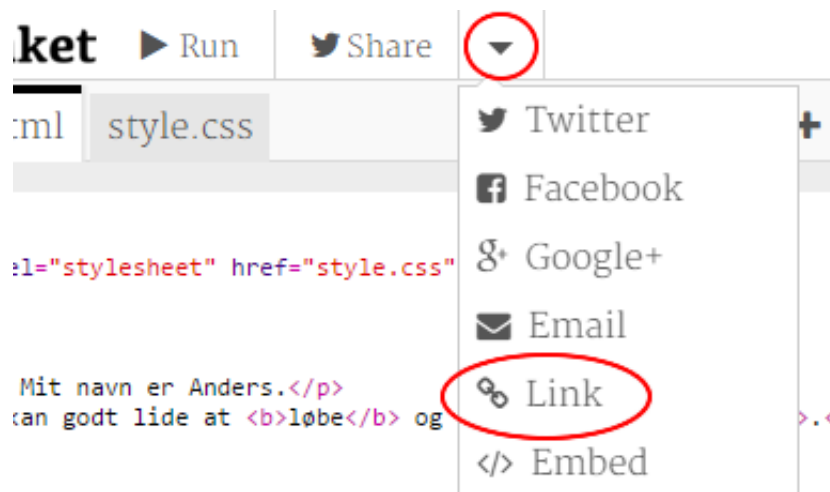 ket Run Share
tml style.css
Twitter
Facebook
g+ Google+
el="stylesheet" href="style.css"
Email
Mit navn er Anders.</p>
Link
kan godt lide at <b>løbe</b> og >.<
</> Embed